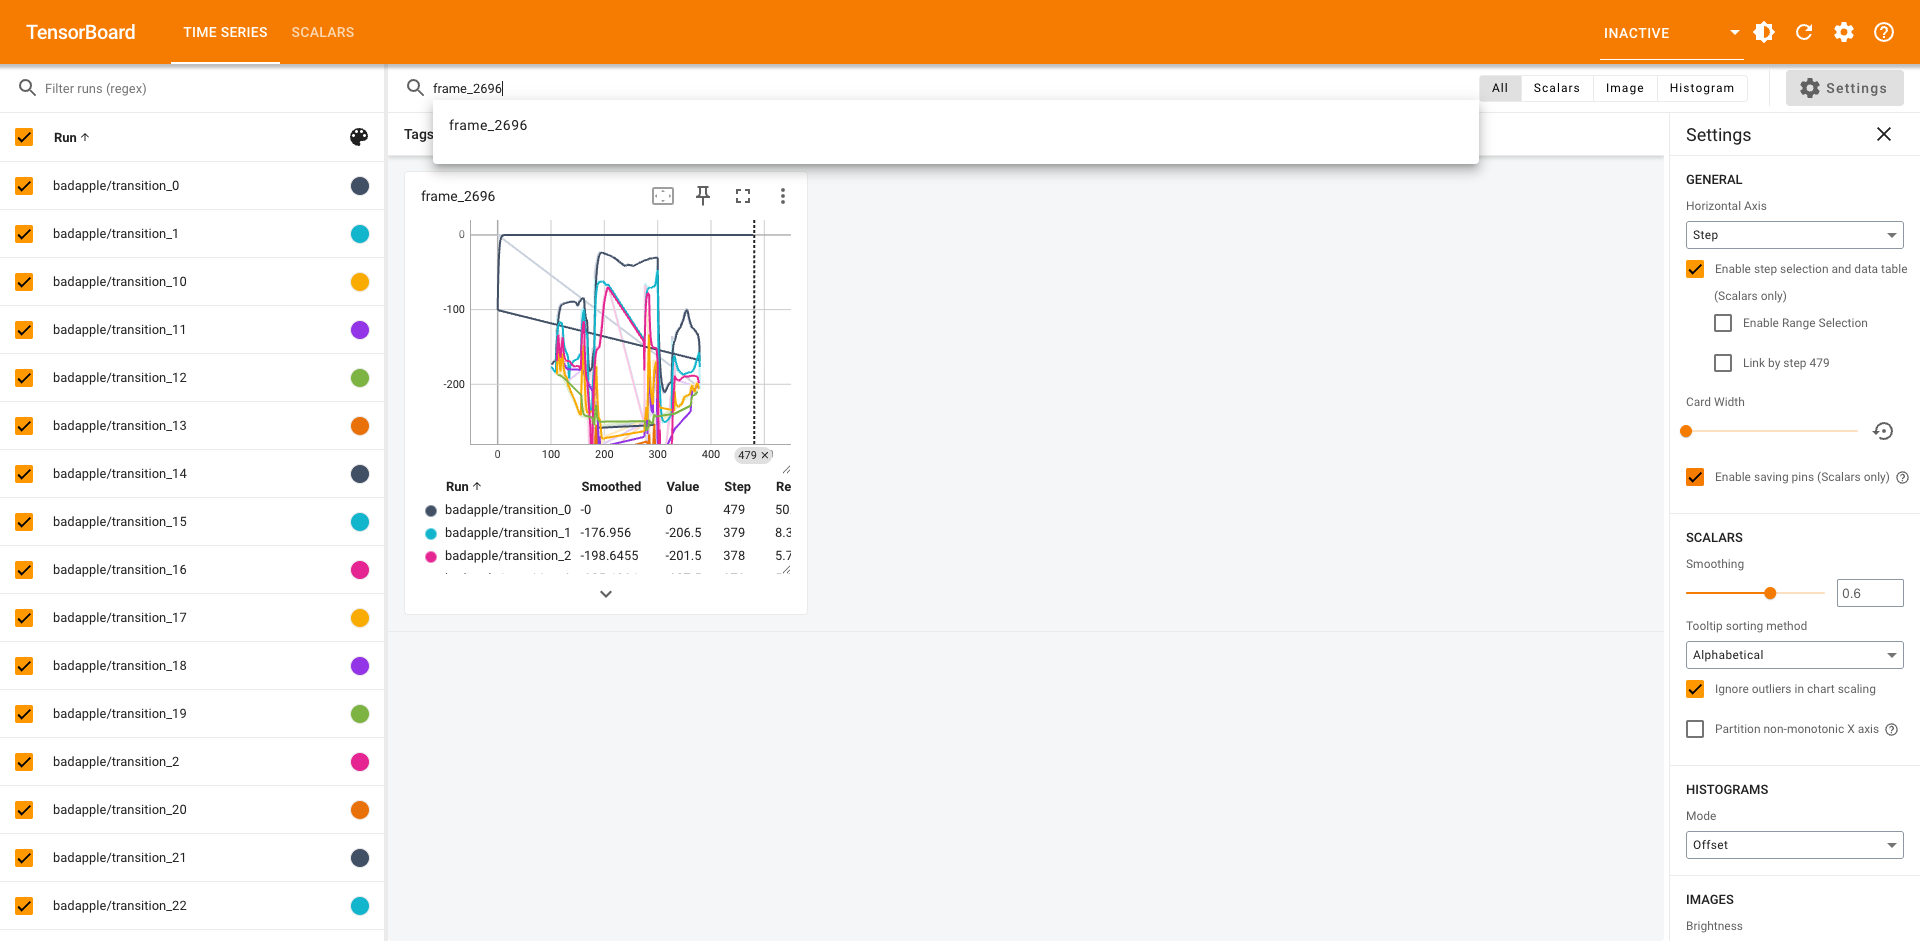 TensorBoard
TIME SERIES
SCALARS
INACTIVE
Filter runs (regex)
frame_2696
All
Scalars
Image
Histogram
Settings
frame_2696
Run
Tags
Settings
badapple/transition_0
badapple/transition_1
badapple/transition_10
badapple/transition_11
badapple/transition_12
badapple/transition_13
badapple/transition_14
badapple/transition_15
badapple/transition_16
badapple/transition_17
badapple/transition_18
badapple/transition_19
badapple/transition_2
badapple/transition_20
badapple/transition_21
badapple/transition_22
frame_2696
0
-100
-200
0 100 200 300 400 479
Run Smoothed Value Step Re
badapple/transition_0 -0 0 479 50.
badapple/transition_1 -176.956 -206.5 379 8.3
badapple/transition_2 -198.6455 -201.5 378 5.7
GENERAL
Horizontal Axis
Step
Enable step selection and data table
(Scalars only)
Enable Range Selection
Link by step 479
Card Width
Enable saving pins (Scalars only)
SCALARS
Smoothing
0.6
Tooltip sorting method
Alphabetical
Ignore outliers in chart scaling
Partition non-monotonic X axis
HISTOGRAMS
Mode
Offset
IMAGES
Brightness